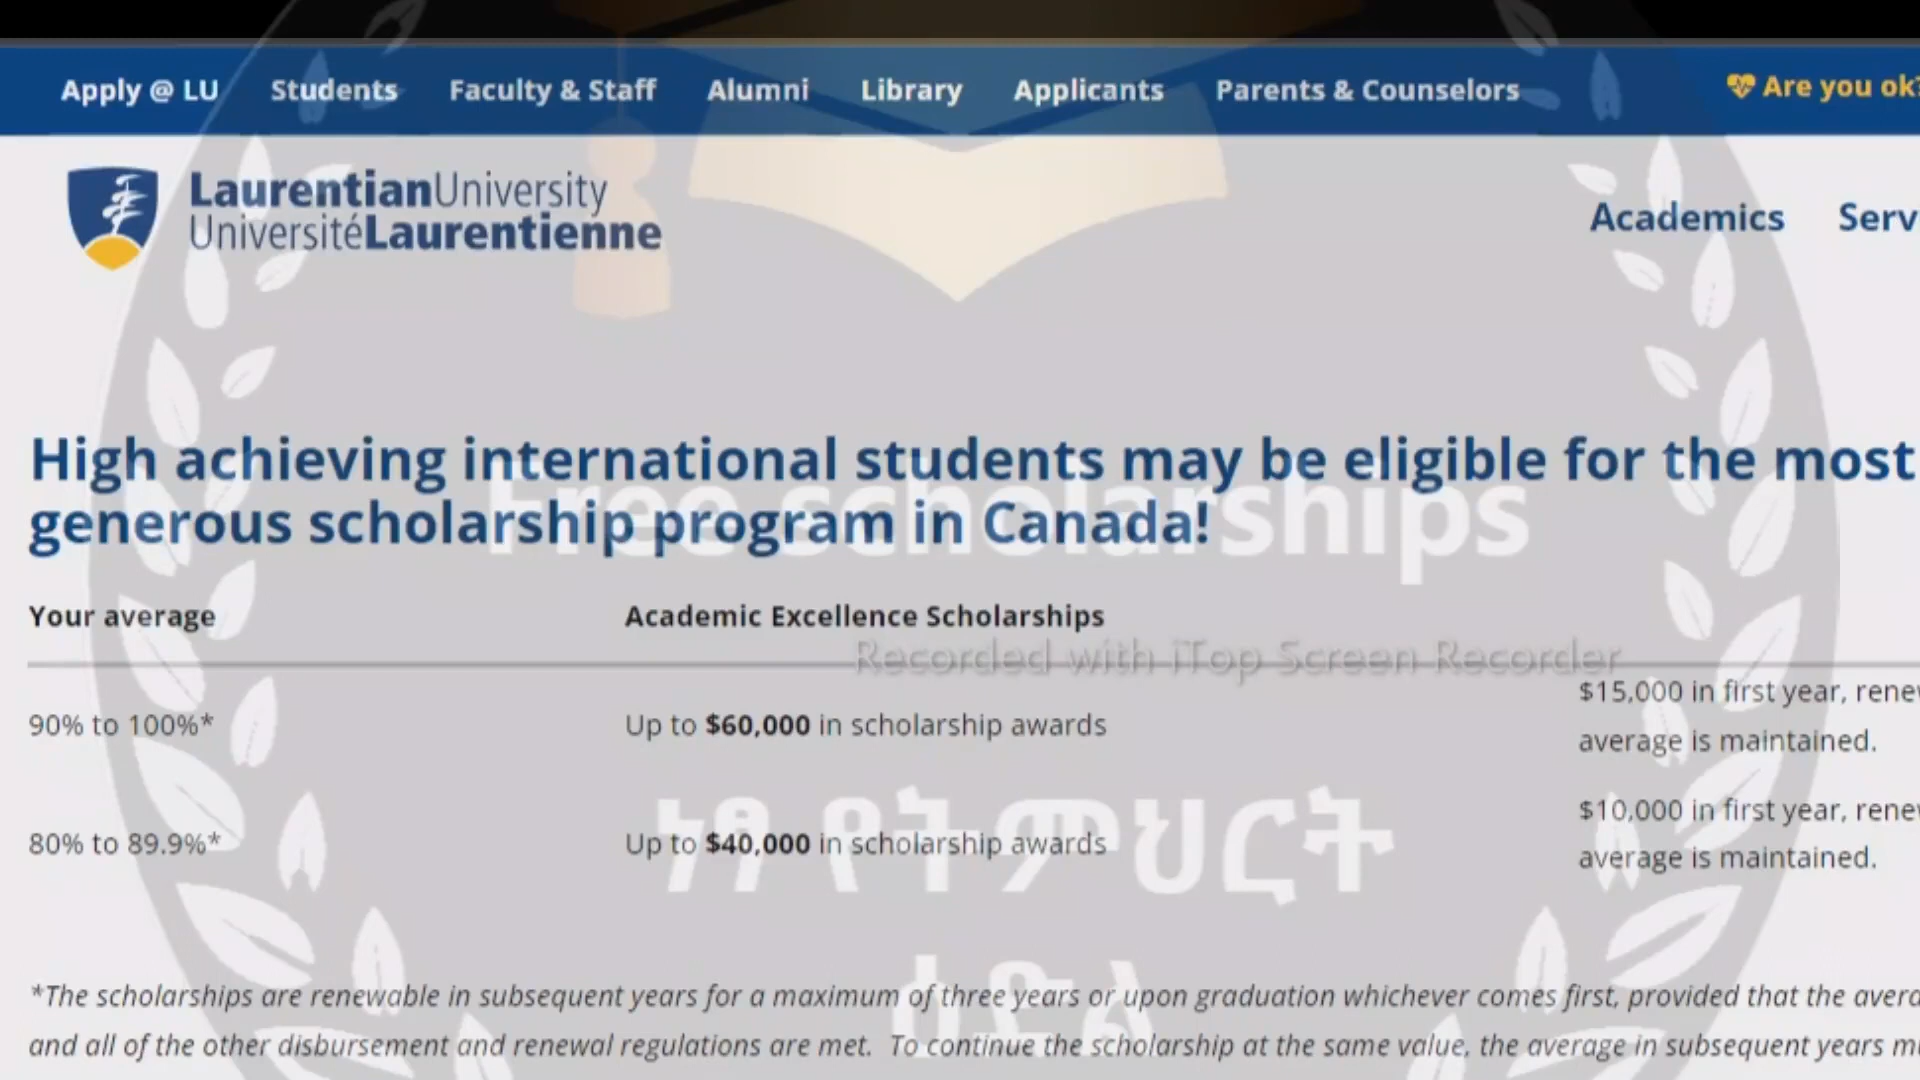 Apply @ LU Students Faculty & Staff Alumni Library Applicants Parents & Counselors Are you ok?
LaurentianUniversity
UniversitéLaurentienne
Academics Serv
High achieving international students may be eligible for the most
generous scholarship program in Canada!
Free scholarships
Your average Academic Excellence Scholarships
Recorded with iTop Screen Recorder
90% to 100%* Up to $60,000 in scholarship awards $15,000 in first year, rene
average is maintained.
ነፃ የትምህርት
80% to 89.9%* Up to $40,000 in scholarship awards $10,000 in first year, rene
average is maintained.
ዕድል
*The scholarships are renewable in subsequent years for a maximum of three years or upon graduation whichever comes first, provided that the avera
and all of the other disbursement and renewal regulations are met. To continue the scholarship at the same value, the average in subsequent years mu